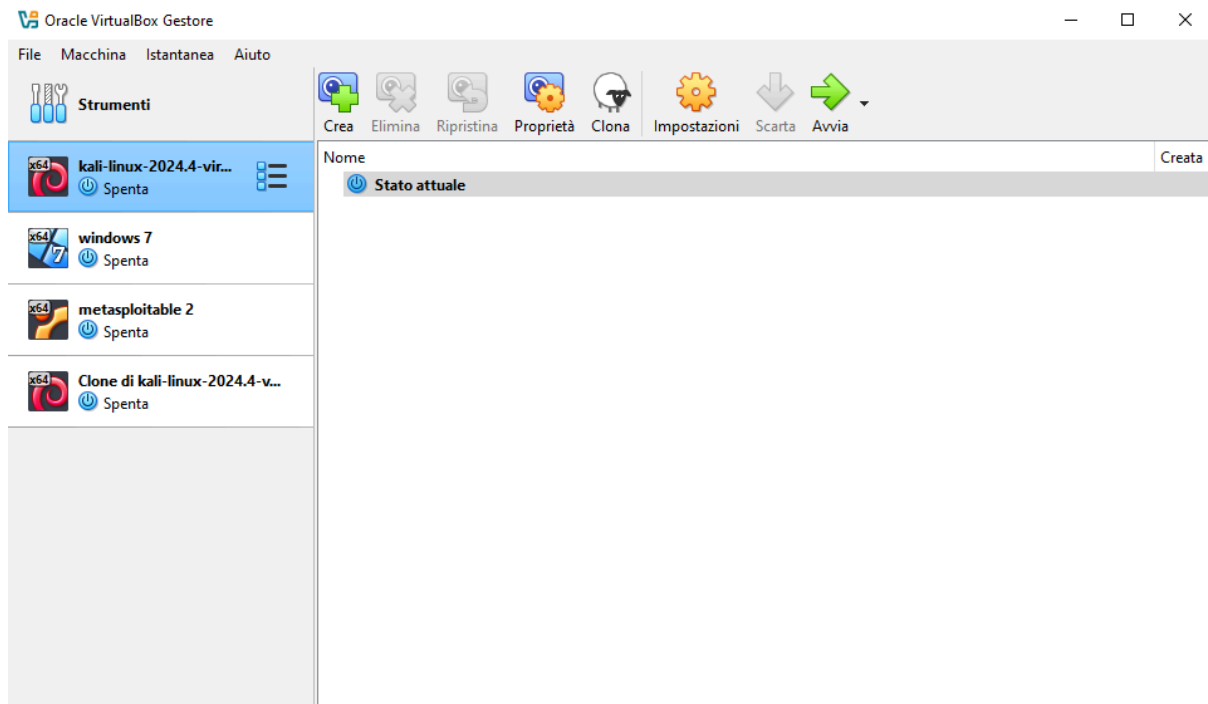 Oracle VirtualBox Gestore
File Macchina Istantanea Aiuto
Strumenti
Crea Elimina Ripristina Proprietà Clona Impostazioni Scarta Avvia
x64 kali-linux-2024.4-vir...
Spenta
x64 7 windows 7
Spenta
x64 metasploitable 2
Spenta
x64 Clone di kali-linux-2024.4-v...
Spenta
Nome Creata
Stato attuale